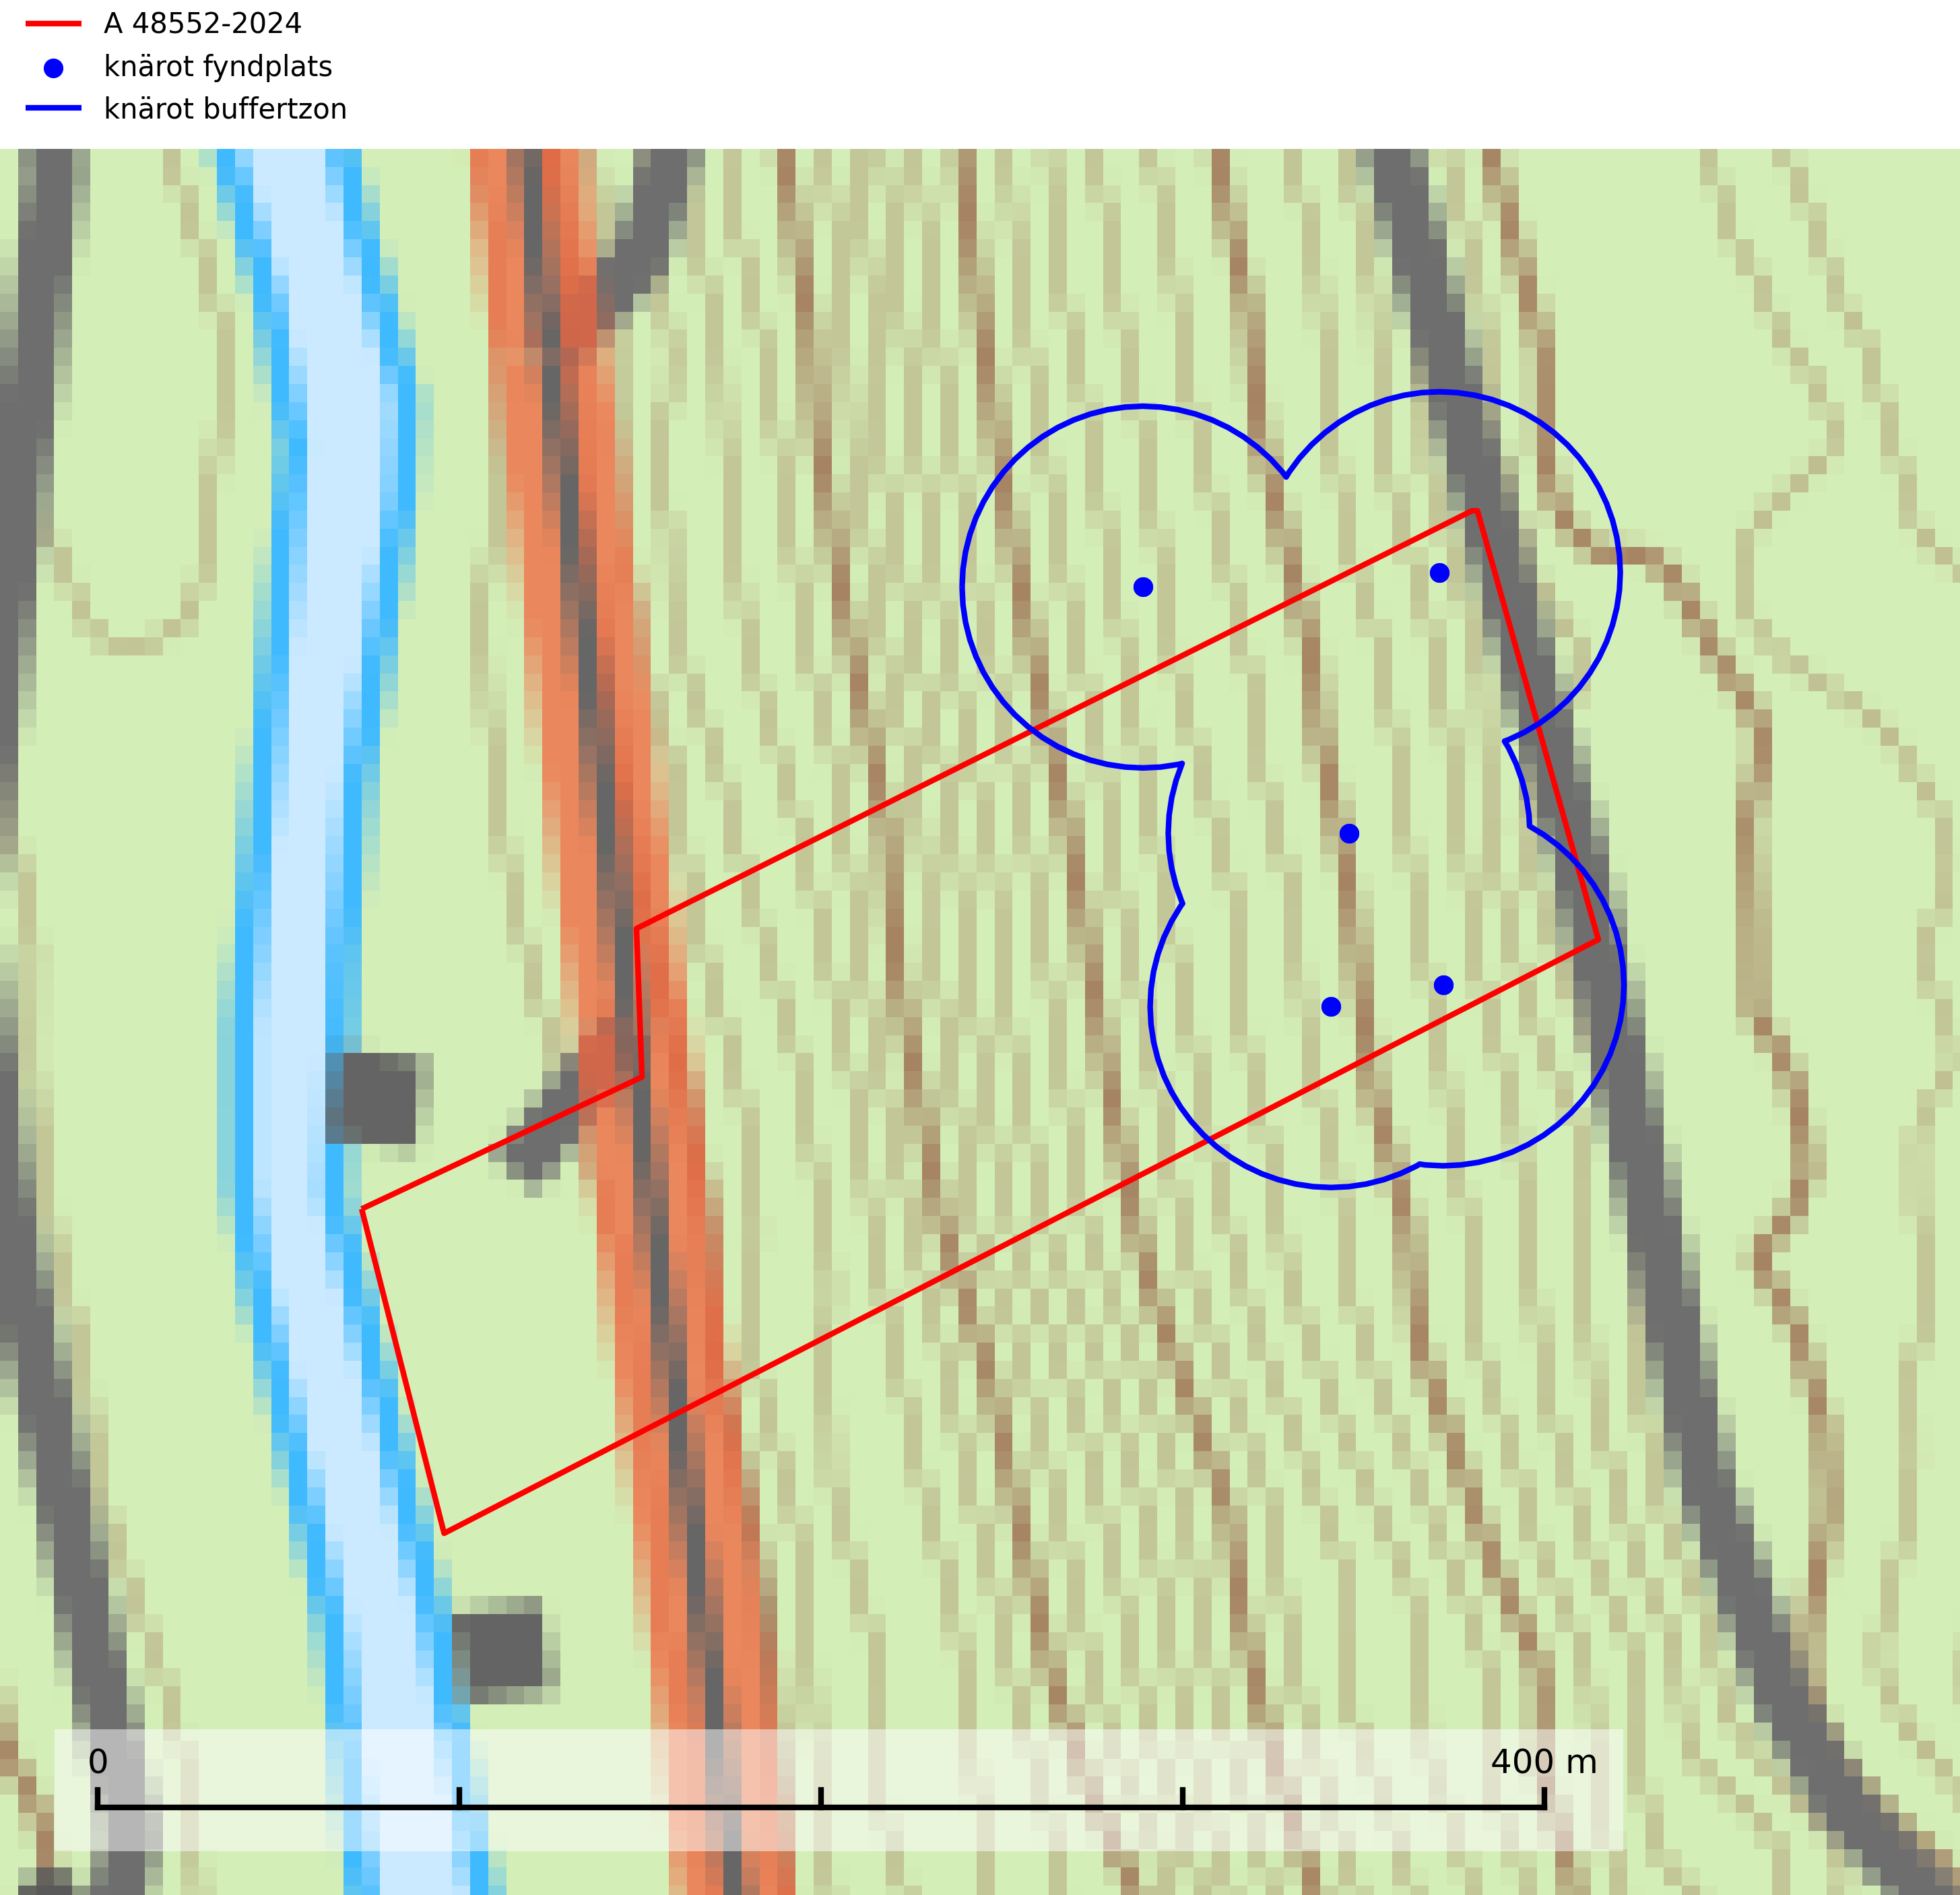 A 48552-2024
knärot fyndplats
knärot buffertzon
0 400 m